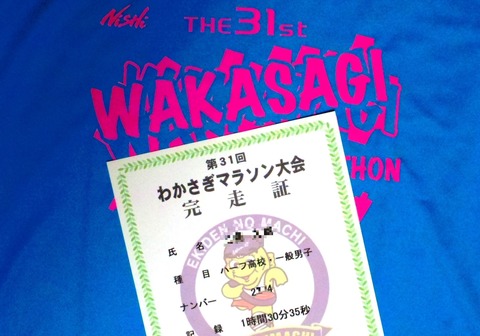 NiSHi
THE 31st
WAKASAGI
THON
第31回
わかさぎマラソン大会
完走証
氏 名
種 目 ハーフ高校 一般男子
ナンバー
記 録 1時間30分35秒
EKIDEN NO MACHI
MACHI